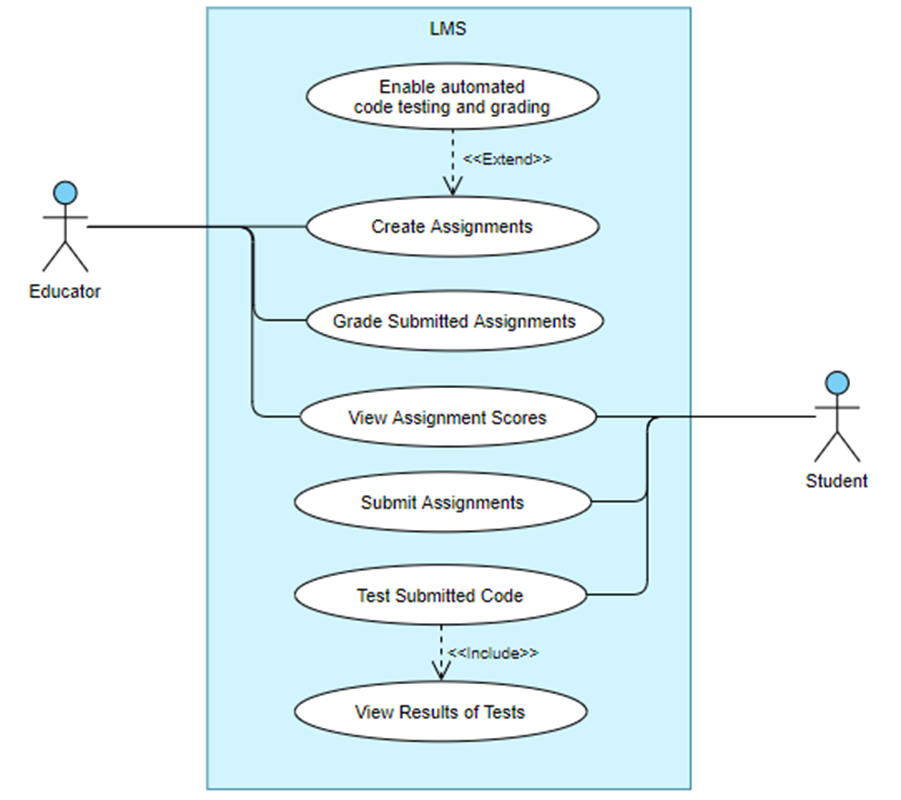 LMS
Enable automated
code testing and grading
<<Extend>>
Create Assignments
Educator
Grade Submitted Assignments
View Assignment Scores
Student
Submit Assignments
Test Submitted Code
<<Include>>
View Results of Tests